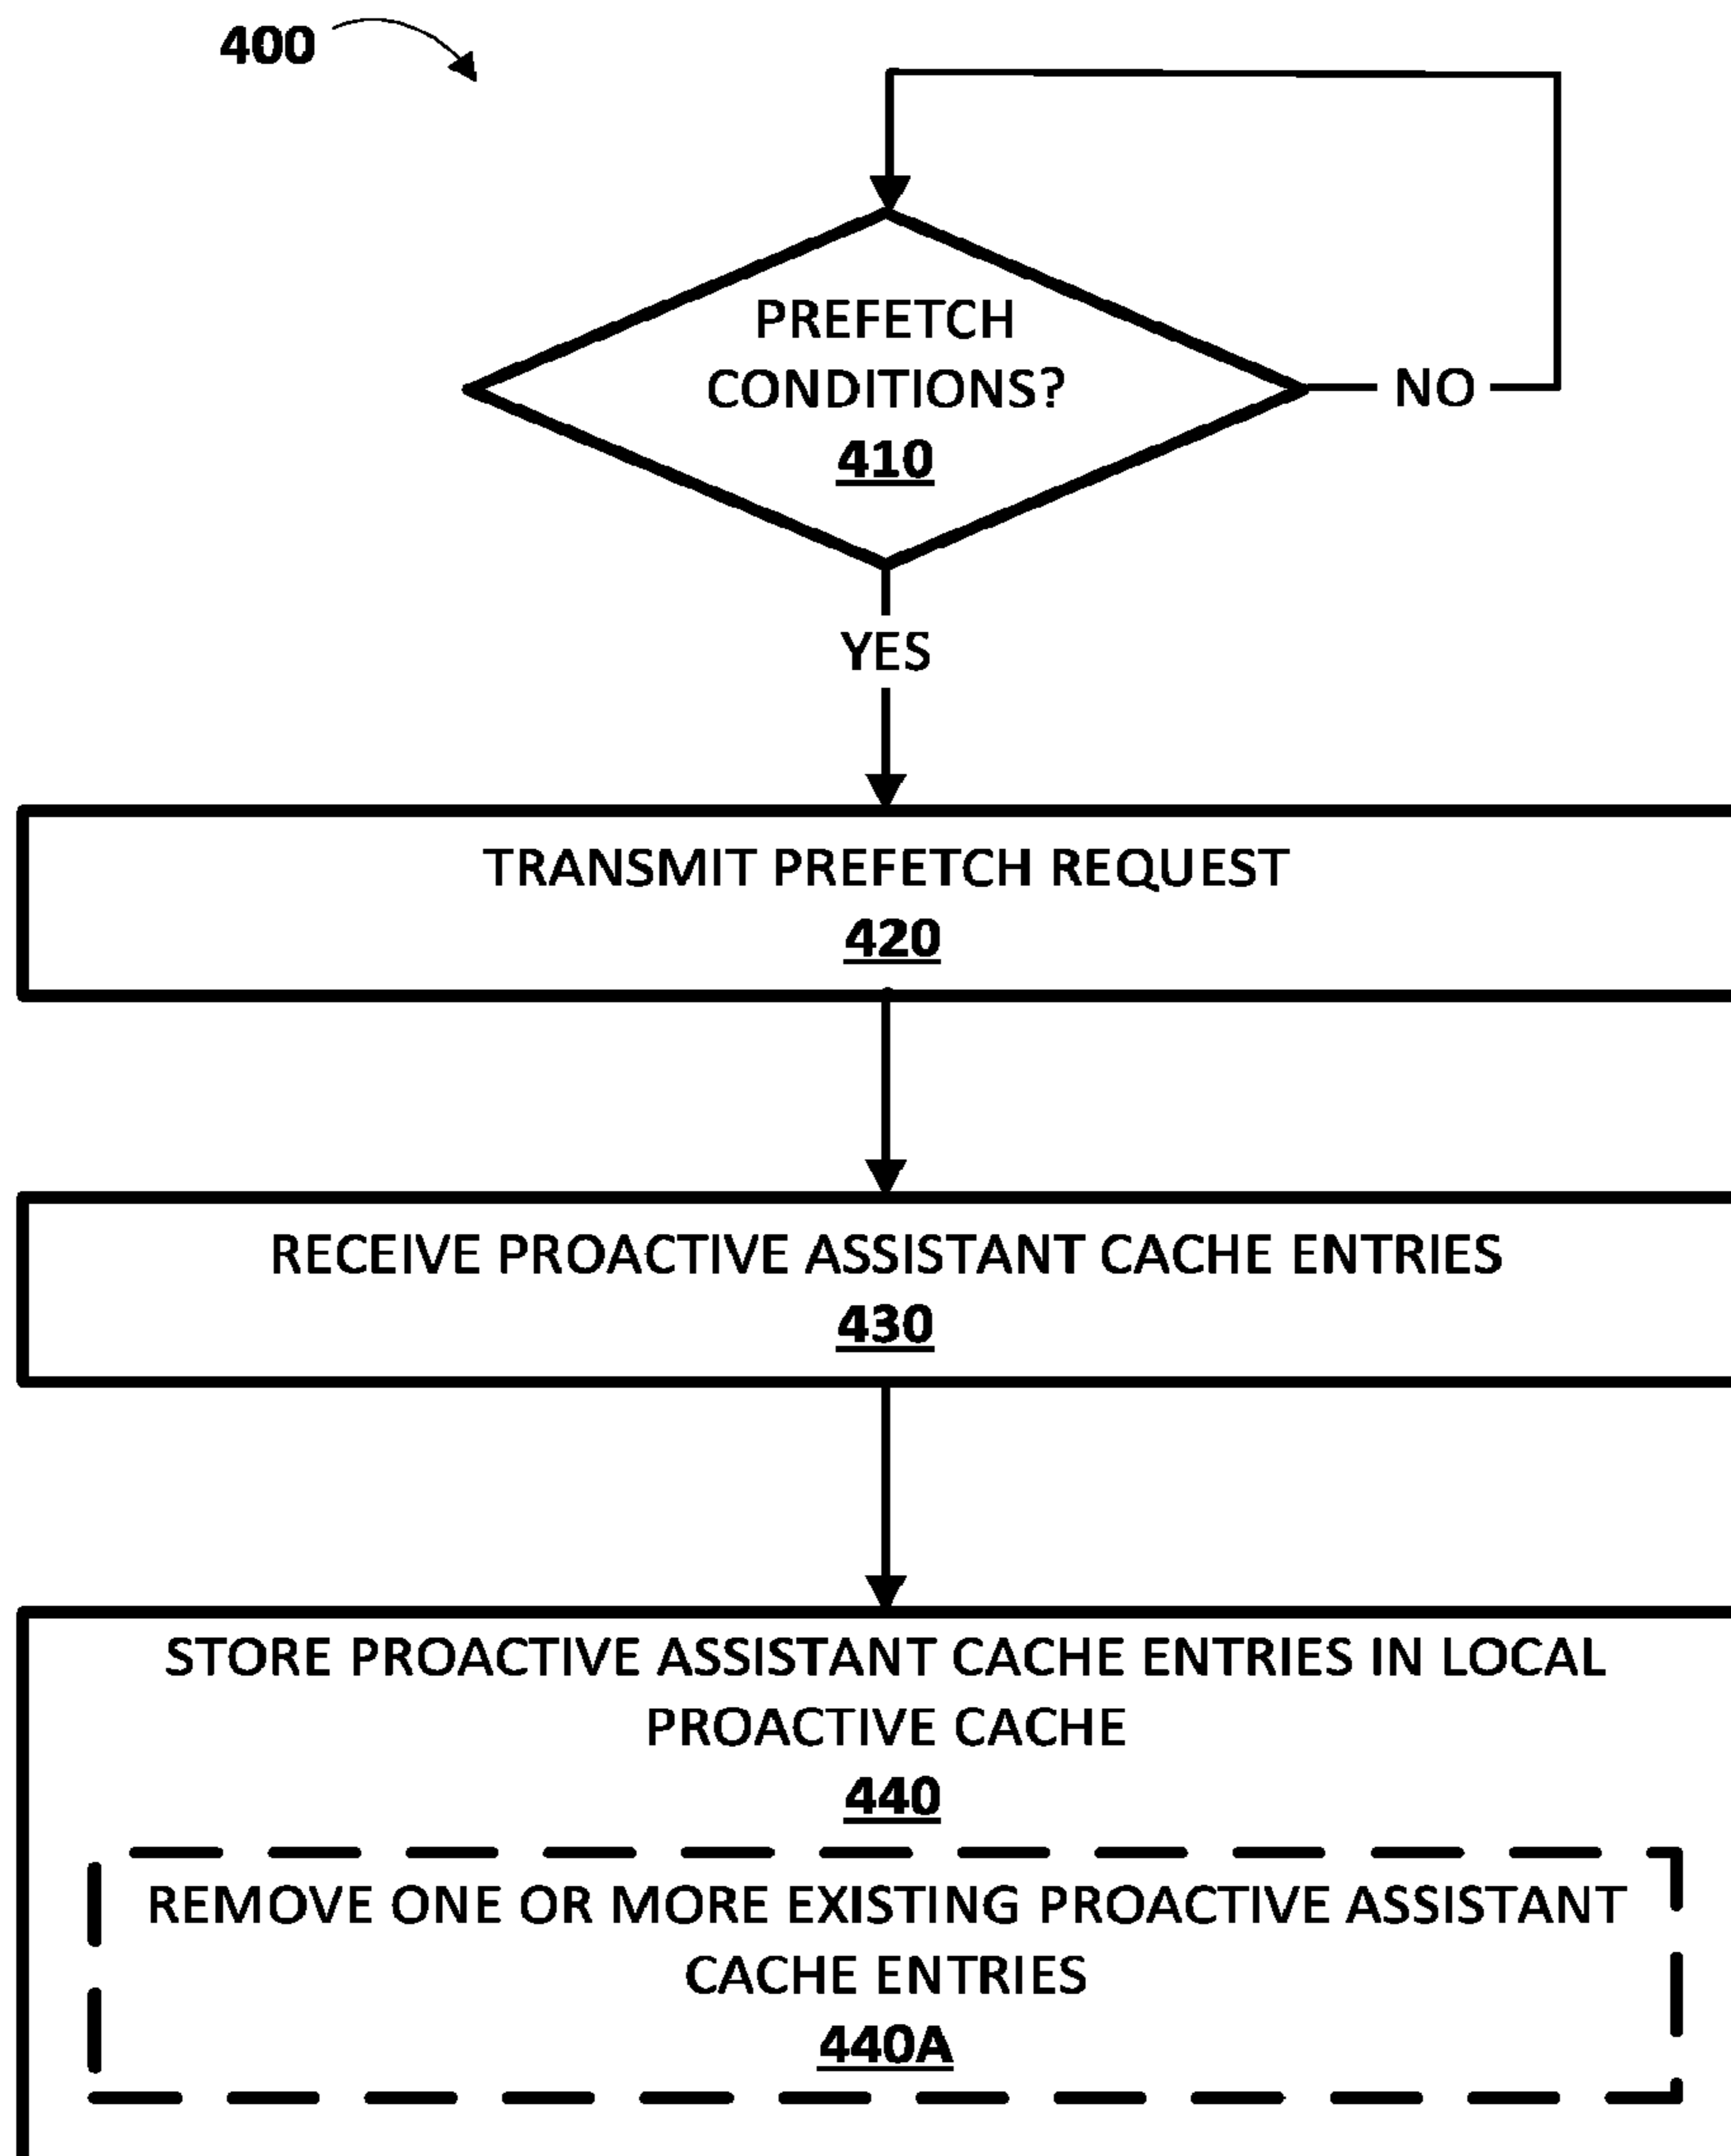 400
PREFETCH
CONDITIONS?
410
NO
YES
TRANSMIT PREFETCH REQUEST
420
RECEIVE PROACTIVE ASSISTANT CACHE ENTRIES
430
STORE PROACTIVE ASSISTANT CACHE ENTRIES IN LOCAL
PROACTIVE CACHE
440
REMOVE ONE OR MORE EXISTING PROACTIVE ASSISTANT
CACHE ENTRIES
440A